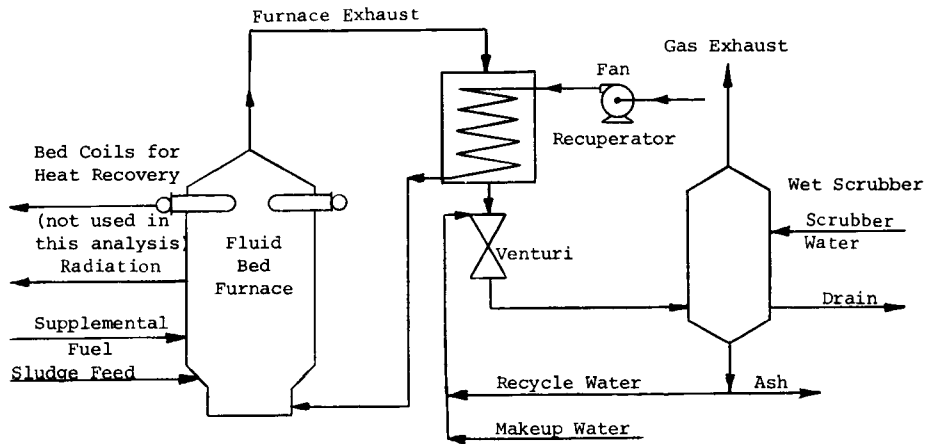 Furnace Exhaust
Gas Exhaust
Fan
Recuperator
Bed Coils for
Heat Recovery
(not used in
this analysis)
Radiation
Fluid
Bed
Furnace
Wet Scrubber
Scrubber
Water
Venturi
Drain
Supplemental
Fuel
Sludge Feed
Recycle Water
Ash
Makeup Water